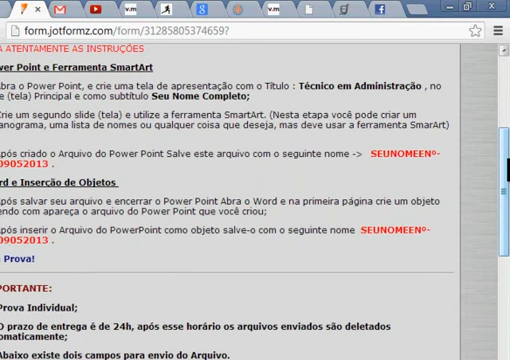 form.jotformz.com/form/31285805374659?
A ATENTAMENTE AS INSTRUÇÕES
wer Point e Ferramenta SmartArt
bra o Power Point, e crie uma tela de apresentação com o Título : Técnico em Administração , no
e (tela) Principal e como subtítulo Seu Nome Completo;
rie um segundo slide (tela) e utilize a ferramenta SmartArt. (Nesta etapa você pode criar um
anograma, uma lista de nomes ou qualquer coisa que deseja, mas deve usar a ferramenta SmarArt)
pós criado o Arquivo do Power Point Salve este arquivo com o seguinte nome -> SEUNOMEENº-
09052013 .
rd e Inserção de Objetos
pós salvar seu arquivo e encerrar o Power Point Abra o Word e na primeira página crie um objeto
endo com apareça o arquivo do Power Point que você criou;
pós inserir o Arquivo do PowerPoint como objeto salve-o com o seguinte nome SEUNOMEENº-
09052013 .
Prova!
PORTANTE:
Prova Individual;
O prazo de entrega é de 24h, após esse horário os arquivos enviados são deletados
omaticamente;
Abaixo existe dois campos para envio do Arquivo.